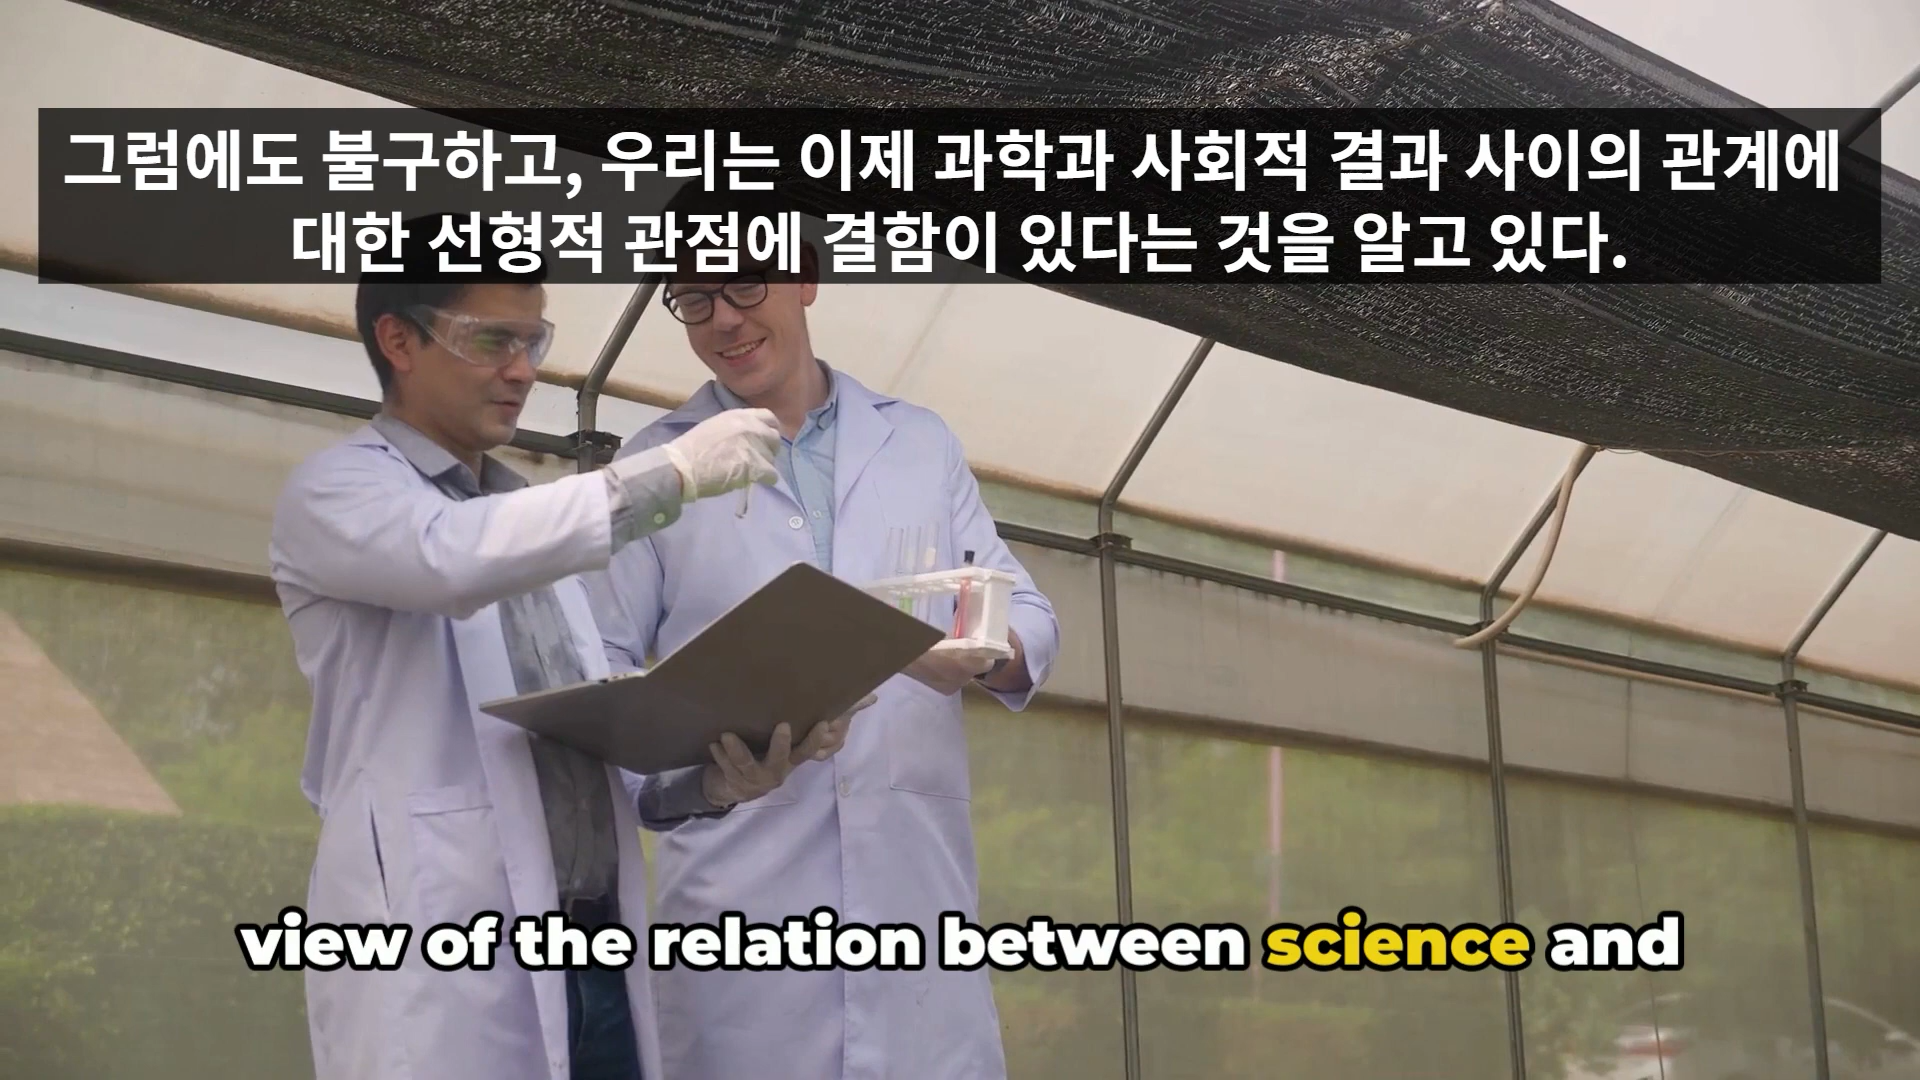 그럼에도 불구하고, 우리는 이제 과학과 사회적 결과 사이의 관계에
대한 선형적 관점에 결함이 있다는 것을 알고 있다.
view of the relation between science and